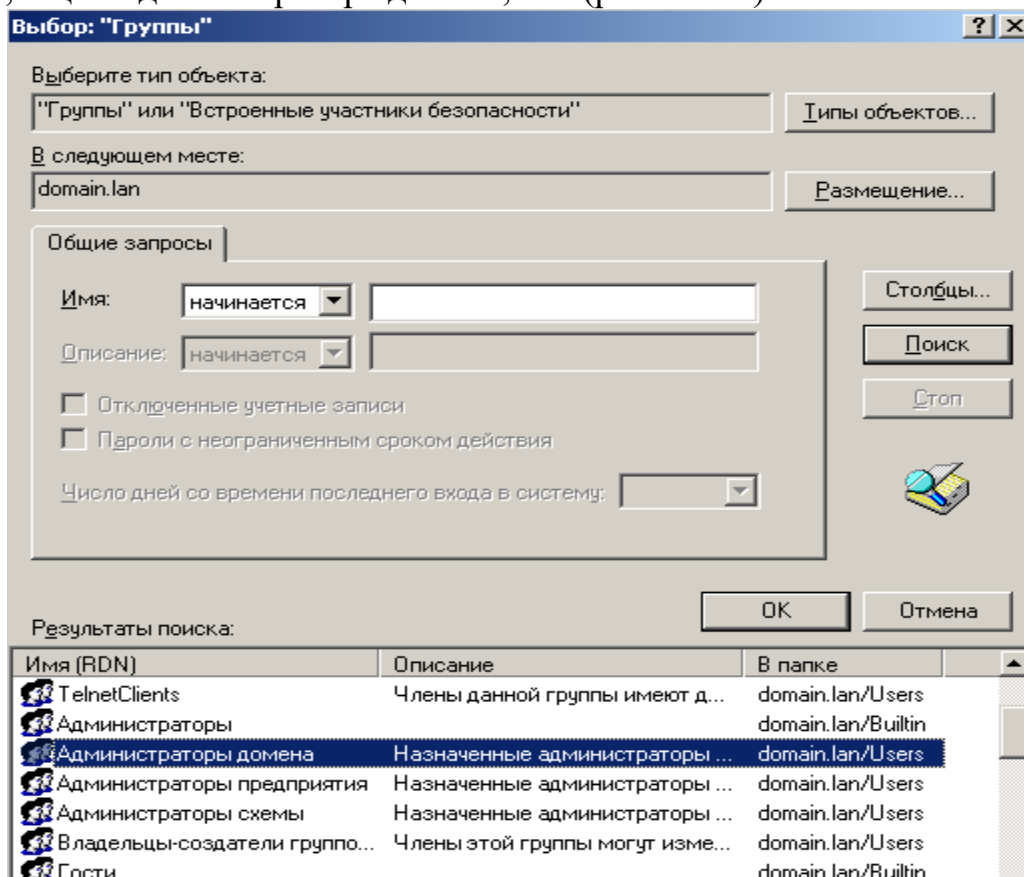 Выбор: "Группы"
Выберите тип объекта:
"Группы" или "Встроенные участники безопасности"
Типы объектов...
В следующем месте:
domain.lan
Размещение...
Общие запросы
Имя:
начинается
Столбцы...
Описание:
начинается
Поиск
Отключенные учетные записи
Стоп
Пароли с неограниченным сроком действия
Число дней со времени последнего входа в систему:
OK
Отмена
Результаты поиска:
Имя (RDN) Описание В папке
TelnetClients Члены данной группы имеют д... domain.lan/Users
Администраторы domain.lan/Builtin
Администраторы домена Назначенные администраторы ... domain.lan/Users
Администраторы предприятия Назначенные администраторы ... domain.lan/Users
Администраторы схемы Назначенные администраторы ... domain.lan/Users
Владельцы-создатели группо... Члены этой группы могут изме... domain.lan/Users
Гости domain.lan/Builtin